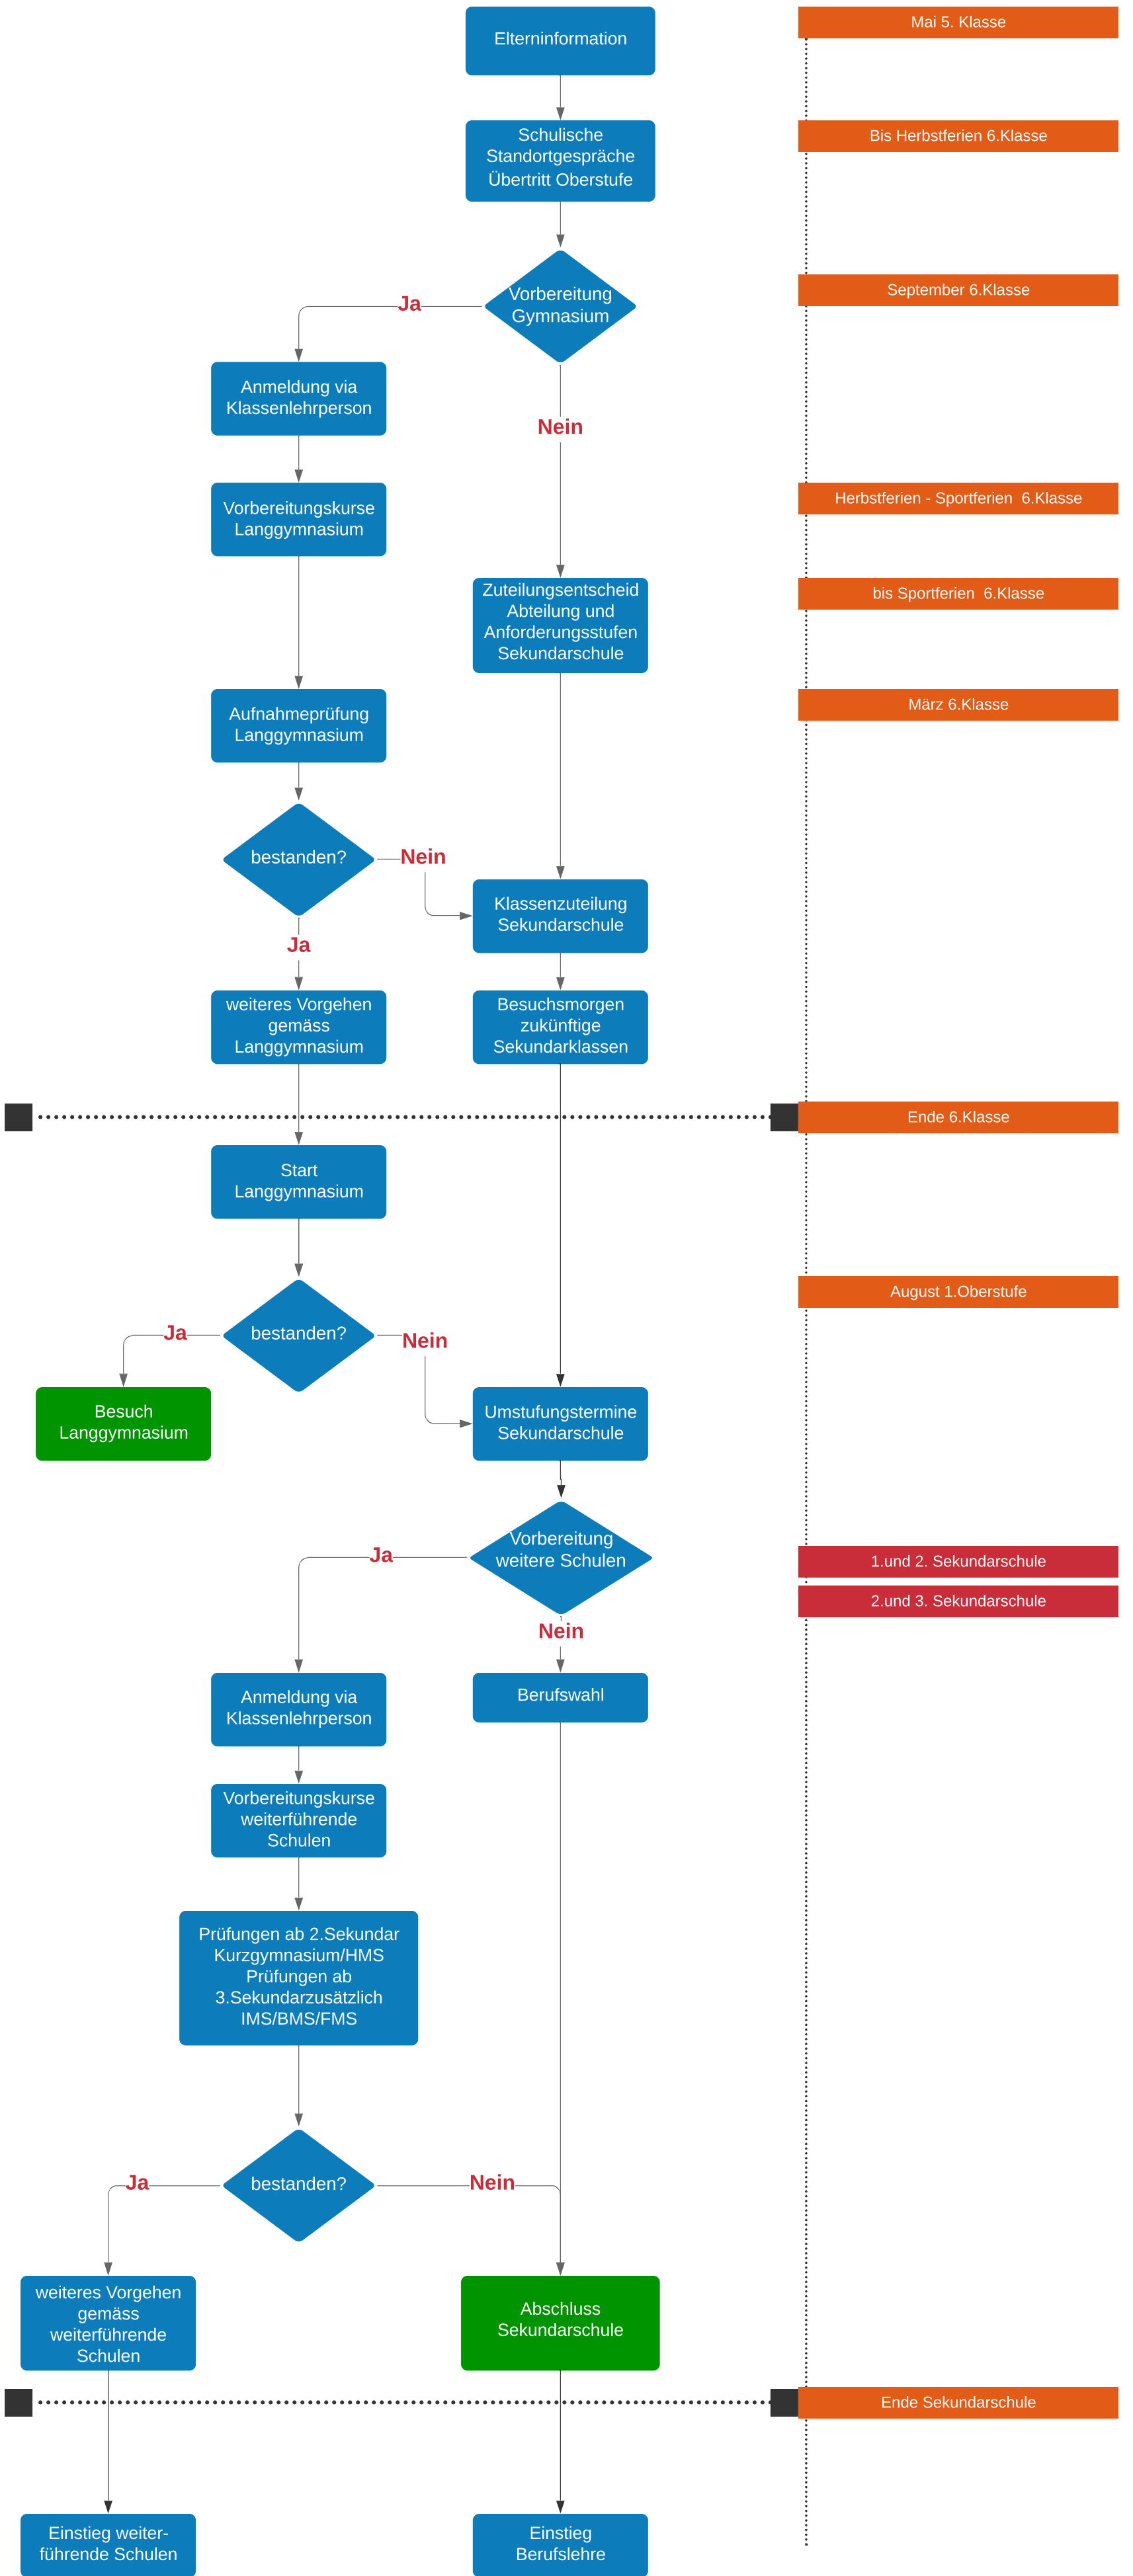 Elterninformation
Mai 5. Klasse
Schulische
Standortgespräche
Übertritt Oberstufe
Bis Herbstferien 6.Klasse
Vorbereitung
Gymnasium
September 6.Klasse
Ja
Nein
Anmeldung via
Klassenlehrperson
Vorbereitungskurse
Langgymnasium
Herbstferien - Sportferien  6.Klasse
Zuteilungsentscheid
Abteilung und
Anforderungsstufen
Sekundarschule
bis Sportferien  6.Klasse
Aufnahmeprüfung
Langgymnasium
März 6.Klasse
bestanden?
Nein
Ja
Klassenzuteilung
Sekundarschule
weiteres Vorgehen
gemäss
Langgymnasium
Besuchsmorgen
zukünftige
Sekundarklassen
Ende 6.Klasse
Start
Langgymnasium
August 1.Oberstufe
bestanden?
Ja
Nein
Besuch
Langgymnasium
Umstufungstermine
Sekundarschule
Vorbereitung
weitere Schulen
Ja
Nein
1.und 2. Sekundarschule
2.und 3. Sekundarschule
Anmeldung via
Klassenlehrperson
Berufswahl
Vorbereitungskurse
weiterführende
Schulen
Prüfungen ab 2.Sekundar
Kurzgymnasium/HMS
Prüfungen ab
3.Sekundarzusätzlich
IMS/BMS/FMS
bestanden?
Ja
Nein
weiteres Vorgehen
gemäss
weiterführende
Schulen
Abschluss
Sekundarschule
Ende Sekundarschule
Einstieg weiter-
führende Schulen
Einstieg
Berufslehre